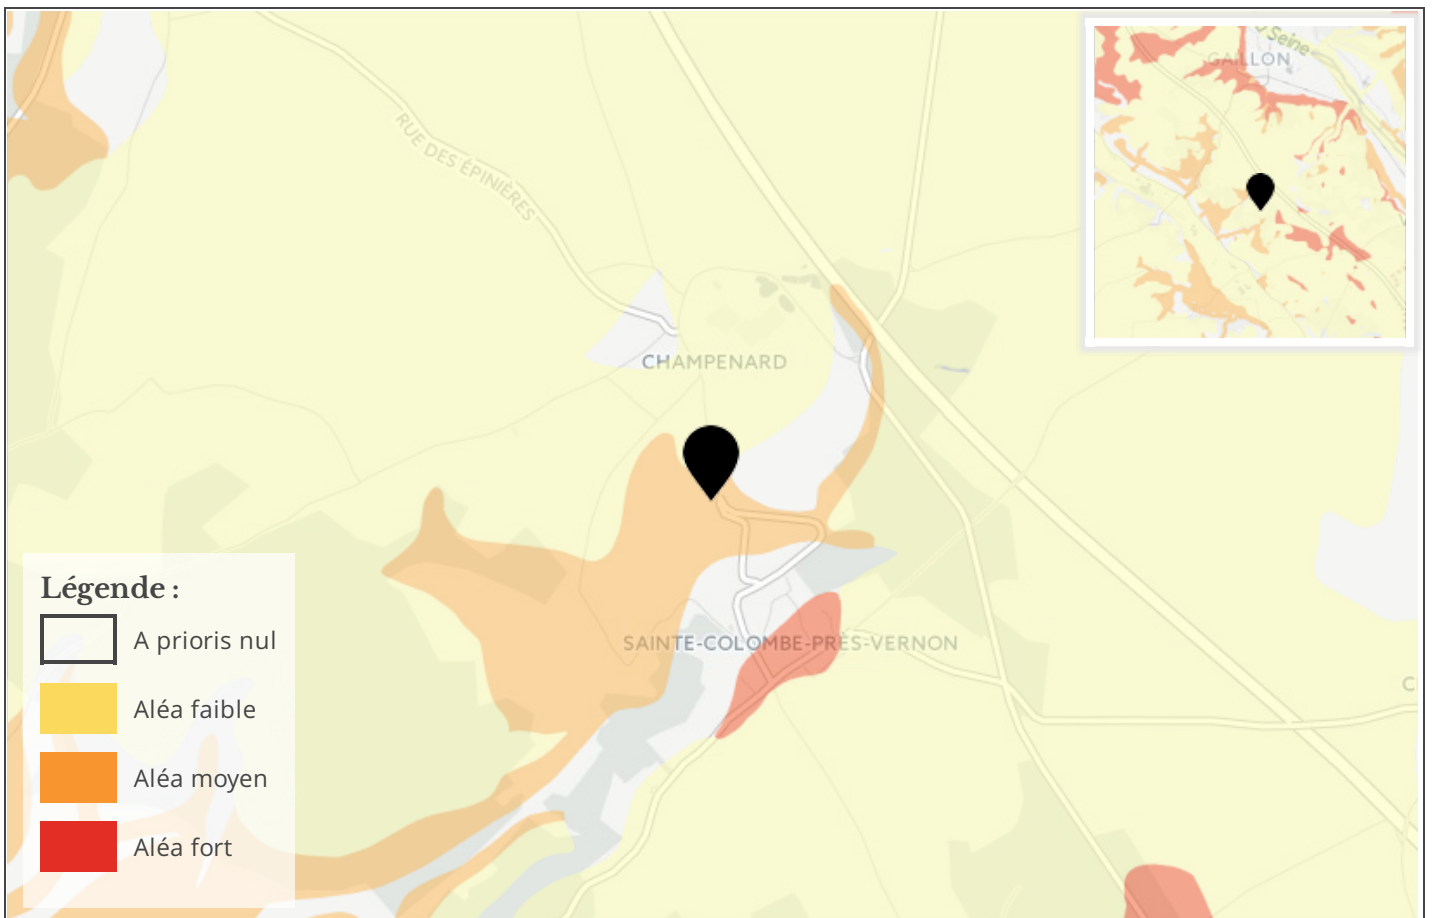 Seine
GAILLON
RUE DES ÉPINIÈRES
CHAMPENARD
SAINTE-COLOMBE-PRÈS-VERNON
C
Légende :
A prioris nul
Aléa faible
Aléa moyen
Aléa fort